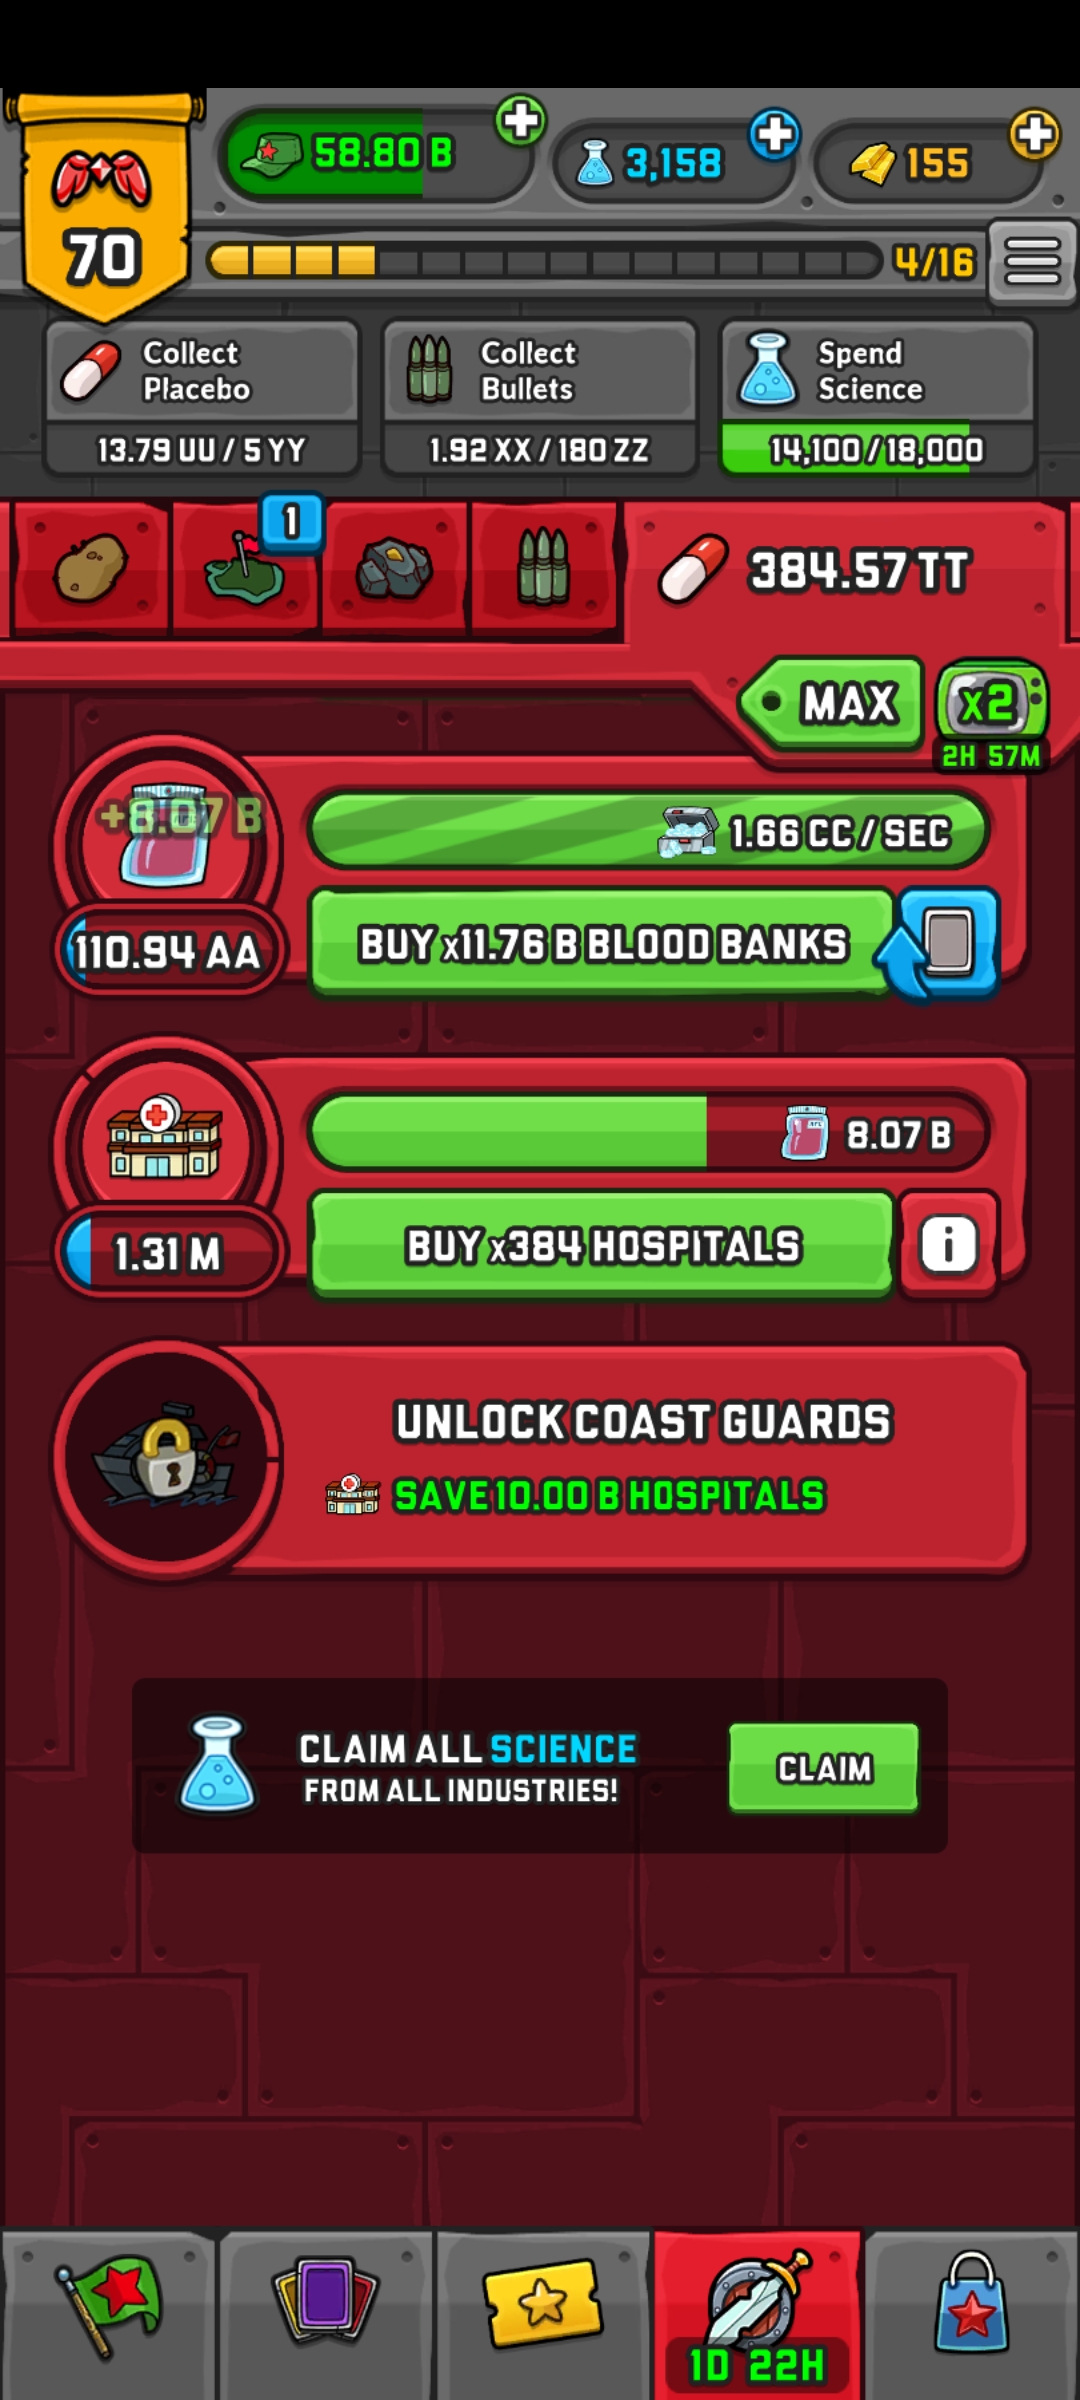 70
58.80 B
3,158
155
4/16
Collect
Placebo
13.79 UU / 5 YY
Collect
Bullets
1.92 XX / 180 ZZ
Spend
Science
14,100 / 18,000
1
384.57 TT
MAX
x2
2H 57M
+8.07 B
1.66 CC / SEC
110.94 AA
BUY x11.76 B BLOOD BANKS
8.07 B
1.31 M
BUY x384 HOSPITALS
i
UNLOCK COAST GUARDS
SAVE 10.00 B HOSPITALS
CLAIM ALL SCIENCE
FROM ALL INDUSTRIES!
CLAIM
1D 22H